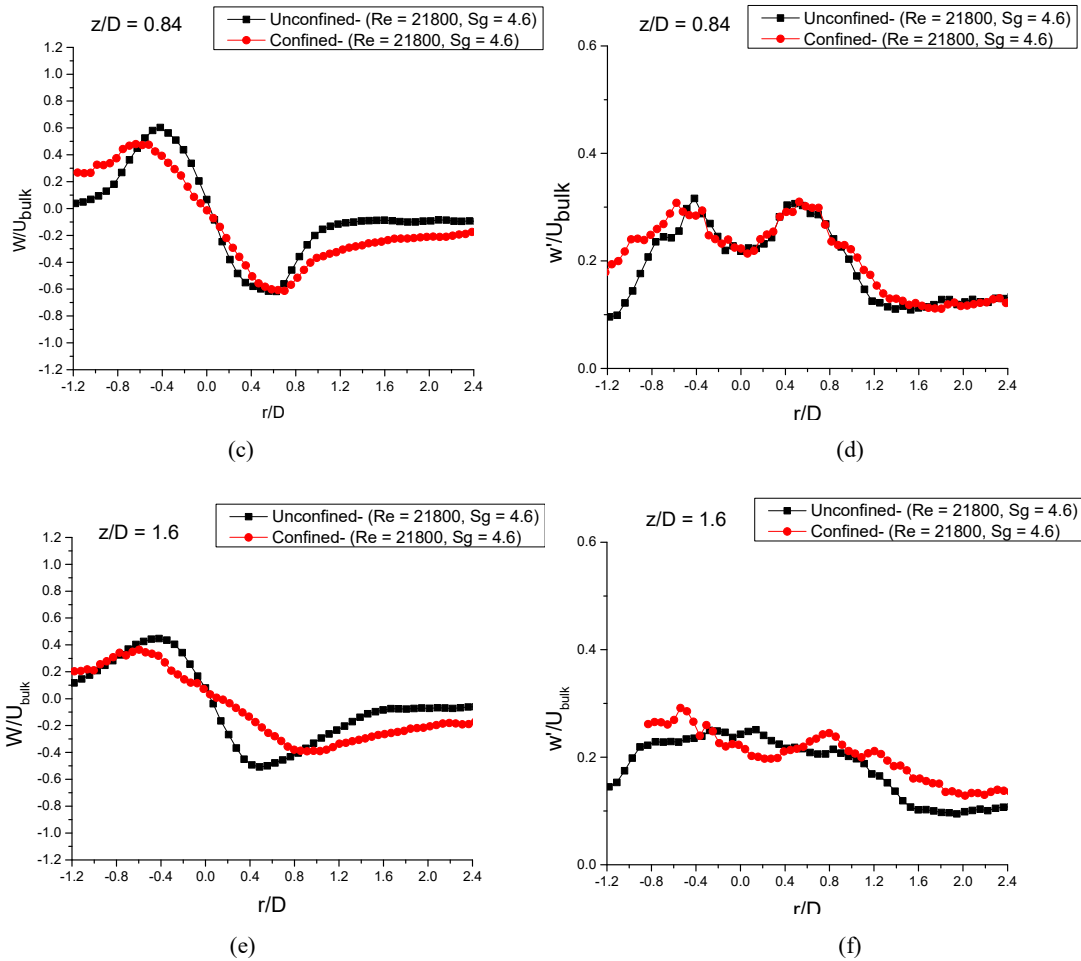 z/D = 0.84
Unconfined- (Re = 21800, Sg = 4.6)
Confined- (Re = 21800, Sg = 4.6)
1.2
1.0
0.8
0.6
0.4
0.2
0.0
-0.2
-0.4
-0.6
-0.8
-1.0
-1.2
W/U_bulk
-1.2 -0.8 -0.4 0.0 0.4 0.8 1.2 1.6 2.0 2.4
r/D
(c)
z/D = 0.84
Unconfined- (Re = 21800, Sg = 4.6)
Confined- (Re = 21800, Sg = 4.6)
0.6
0.4
0.2
0.0
w'/U_bulk
-1.2 -0.8 -0.4 0.0 0.4 0.8 1.2 1.6 2.0 2.4
r/D
(d)
z/D = 1.6
Unconfined- (Re = 21800, Sg = 4.6)
Confined- (Re = 21800, Sg = 4.6)
1.2
1.0
0.8
0.6
0.4
0.2
0.0
-0.2
-0.4
-0.6
-0.8
-1.0
-1.2
W/U_bulk
-1.2 -0.8 -0.4 0.0 0.4 0.8 1.2 1.6 2.0 2.4
r/D
(e)
z/D = 1.6
Unconfined- (Re = 21800, Sg = 4.6)
Confined- (Re = 21800, Sg = 4.6)
0.6
0.4
0.2
0.0
w'/U_bulk
-1.2 -0.8 -0.4 0.0 0.4 0.8 1.2 1.6 2.0 2.4
r/D
(f)